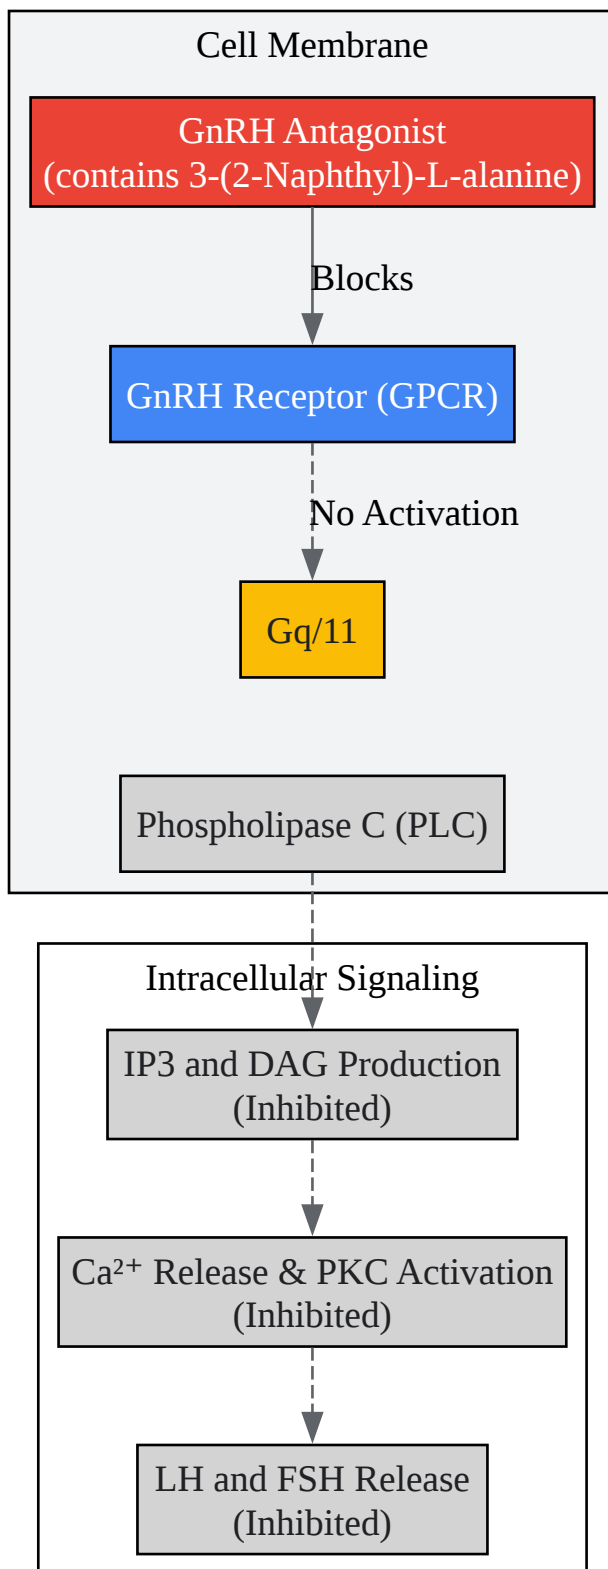 Cell Membrane
GnRH Antagonist
(contains 3-(2-Naphthyl)-L-alanine)
Blocks
GnRH Receptor (GPCR)
No Activation
Gq/11
Phospholipase C (PLC)
Intracellular Signaling
IP3 and DAG Production
(Inhibited)
Ca²⁺ Release & PKC Activation
(Inhibited)
LH and FSH Release
(Inhibited)